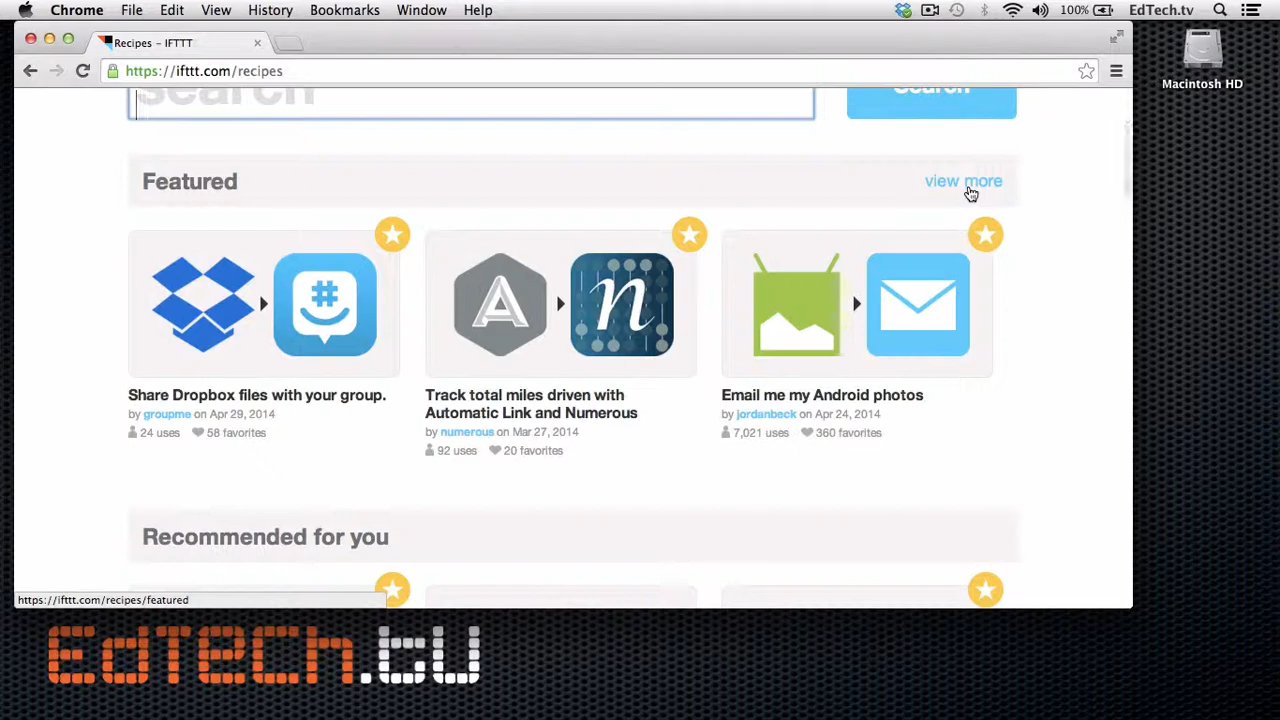 Chrome File Edit View History Bookmarks Window Help 100% EdTech.tv
Recipes – IFTTT
https://ifttt.com/recipes
Macintosh HD
search Search
Featured view more
Share Dropbox files with your group.
by groupme on Apr 29, 2014
24 uses 58 favorites
Track total miles driven with
Automatic Link and Numerous
by numerous on Mar 27, 2014
92 uses 20 favorites
Email me my Android photos
by jordanbeck on Apr 24, 2014
7,021 uses 360 favorites
Recommended for you
https://ifttt.com/recipes/featured
EdTech.tv